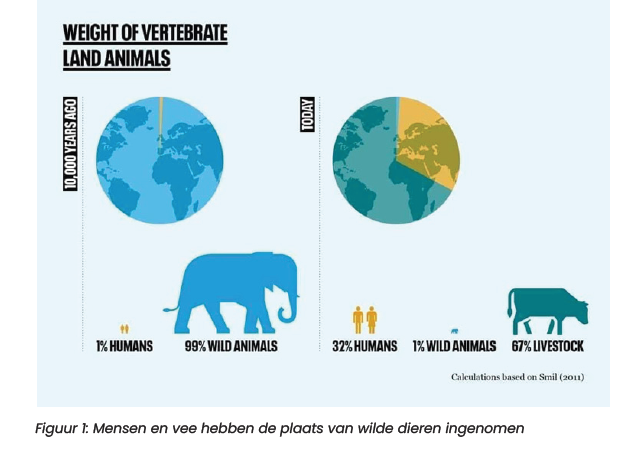 WEIGHT OF VERTEBRATE
LAND ANIMALS
10,000 YEARS AGO
TODAY
1% HUMANS
99% WILD ANIMALS
32% HUMANS
1% WILD ANIMALS
67% LIVESTOCK
Calculations based on Smil (2011)
Figuur 1: Mensen en vee hebben de plaats van wilde dieren ingenomen